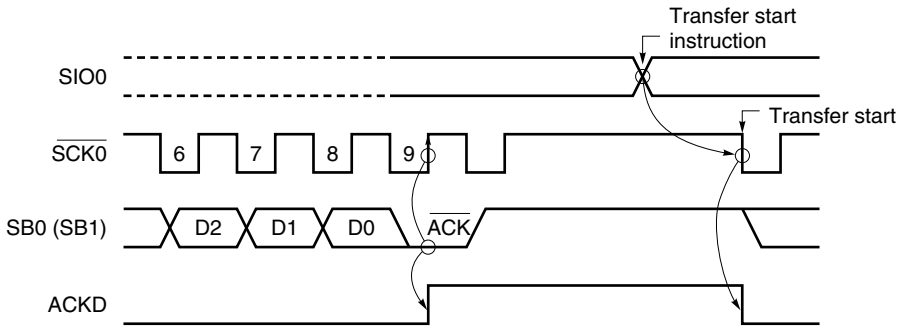 Transfer start
instruction
SIO0
Transfer start
SCK0
6 7 8 9
SB0 (SB1)
D2 D1 D0 ACK
ACKD